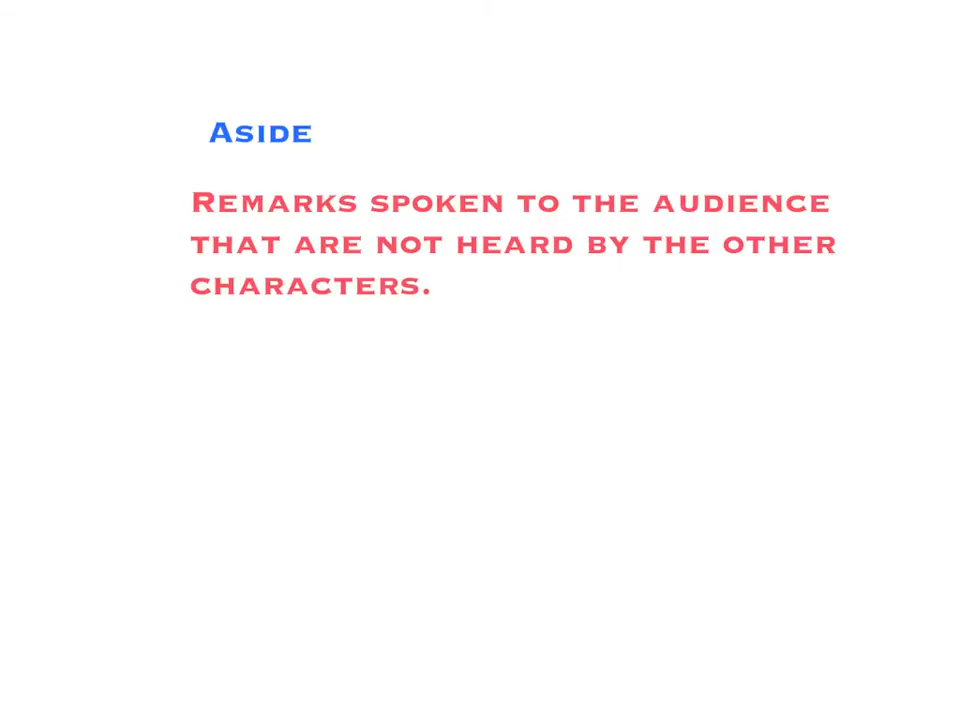 Aside
Remarks spoken to the audience
that are not heard by the other
characters.